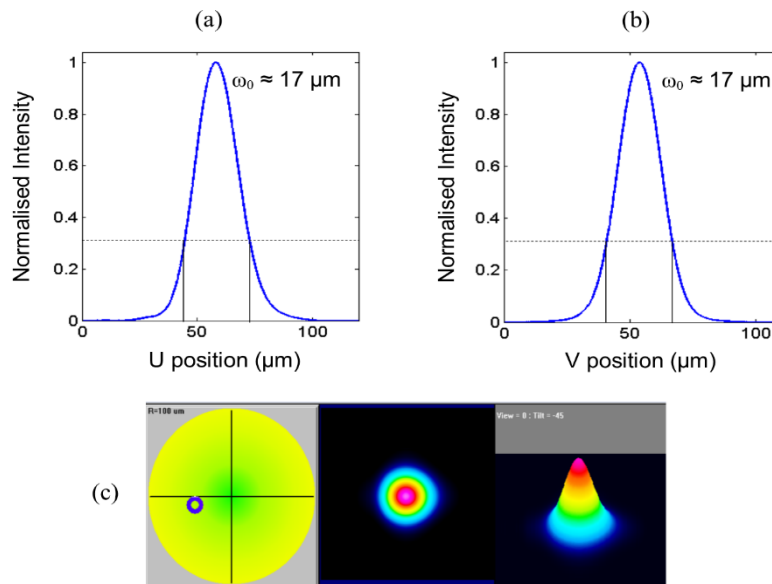 (a)
ω₀ ≈ 17 μm
Normalised Intensity
1
0.8
0.6
0.4
0.2
0
0
50
100
U position (μm)
(b)
ω₀ ≈ 17 μm
Normalised Intensity
1
0.8
0.6
0.4
0.2
0
0
50
100
V position (μm)
(c)
R=100 um
View = 0 : Tilt = -45